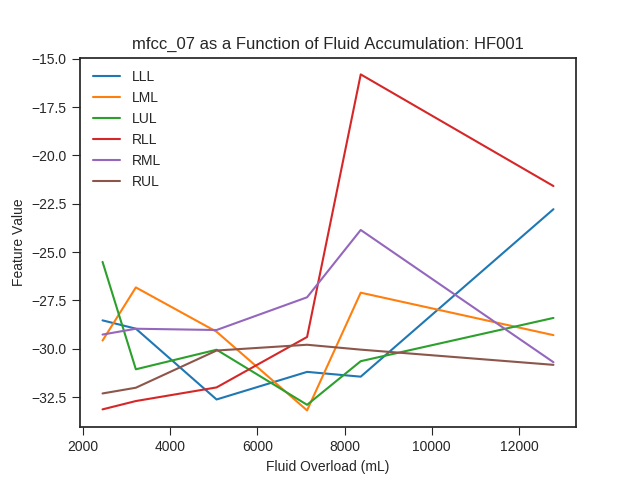 mfcc_07 as a Function of Fluid Accumulation: HF001
−15.0
−17.5
−20.0
−22.5
−25.0
−27.5
−30.0
−32.5
Feature Value
LLL
LML
LUL
RLL
RML
RUL
2000 4000 6000 8000 10000 12000
Fluid Overload (mL)